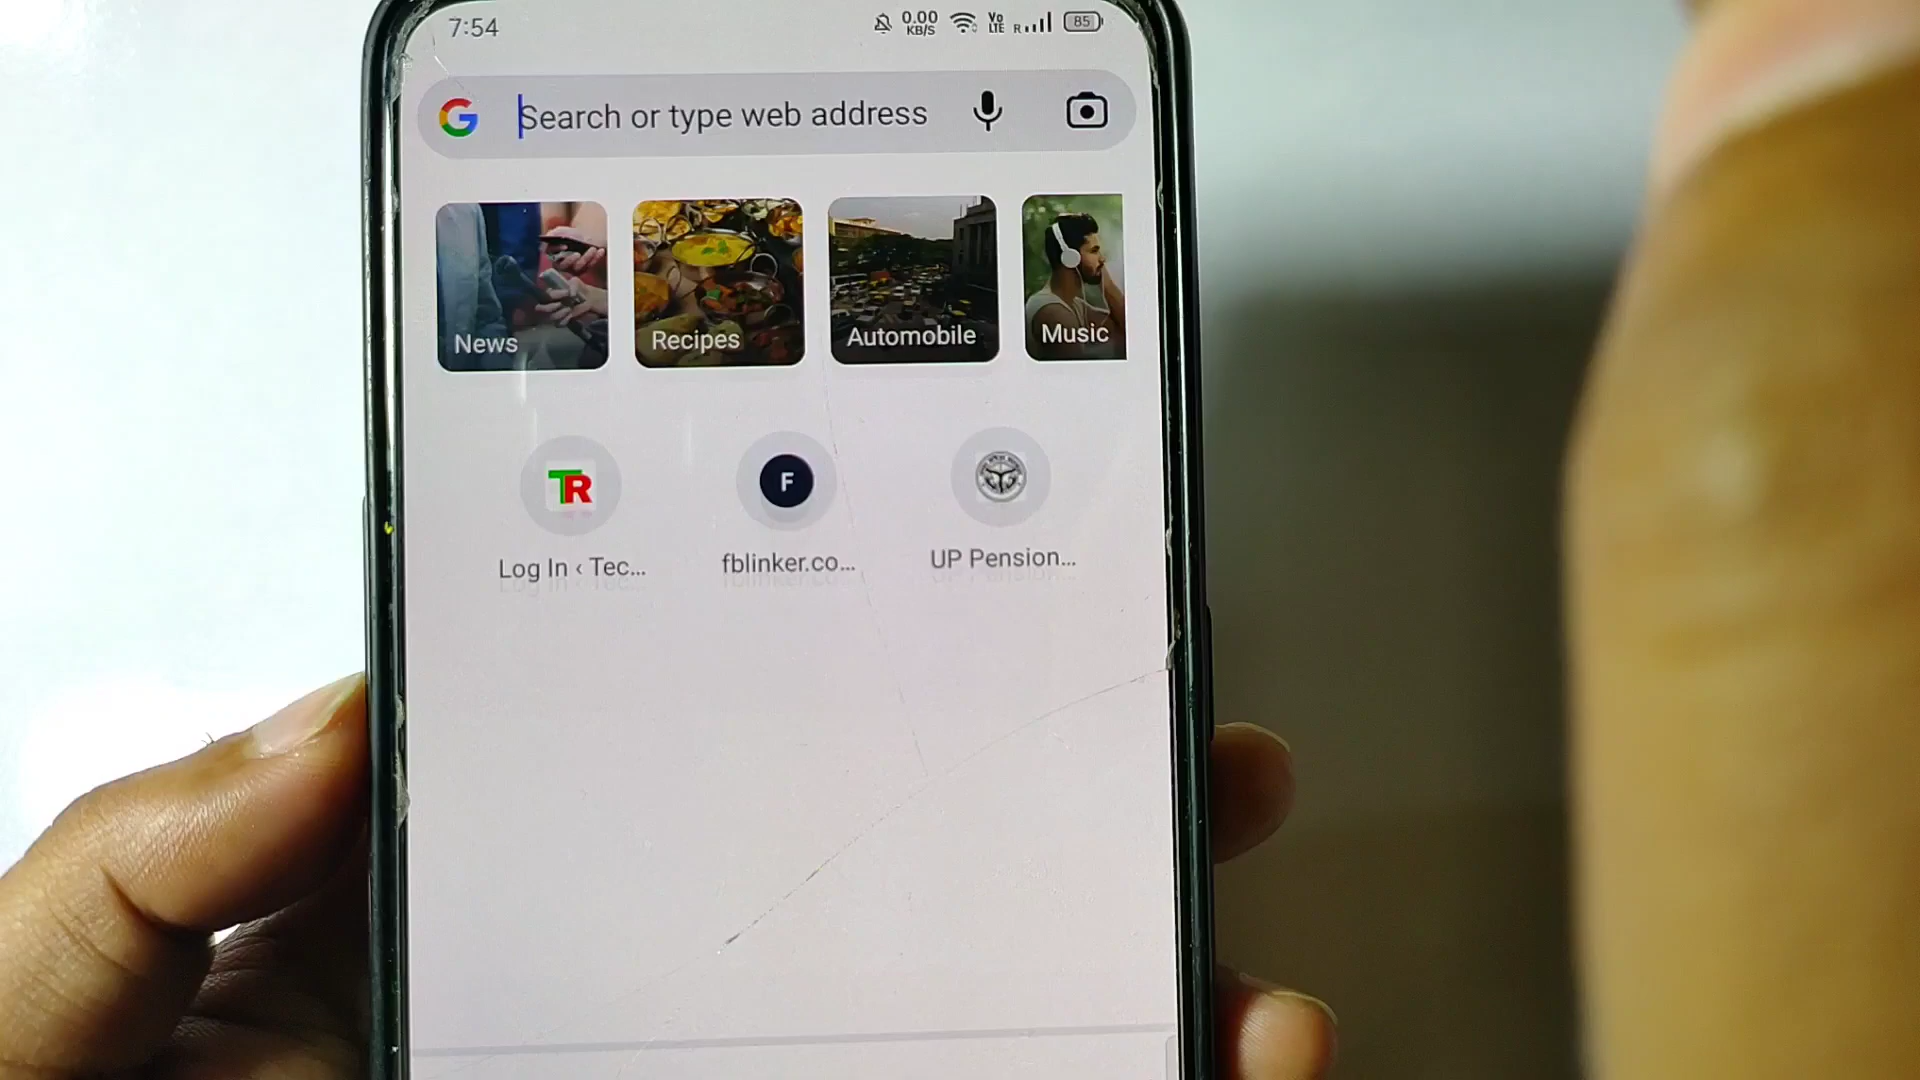 7:54
0.00 KB/S
Vo LTE R
85
Search or type web address
News
Recipes
Automobile
Music
TR
F
Log In ‹ Tec...
fblinker.co...
UP Pension...